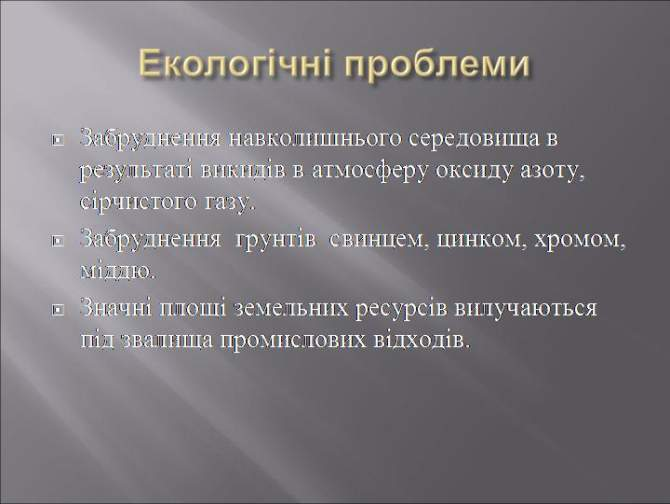 Екологічні проблеми
Забруднення навколишнього середовища в
результаті викидів в атмосферу оксиду азоту,
сірчистого газу.
Забруднення грунтів свинцем, цинком, хромом,
міддю.
Значні площі земельних ресурсів вилучаються
під звалища промислових відходів.